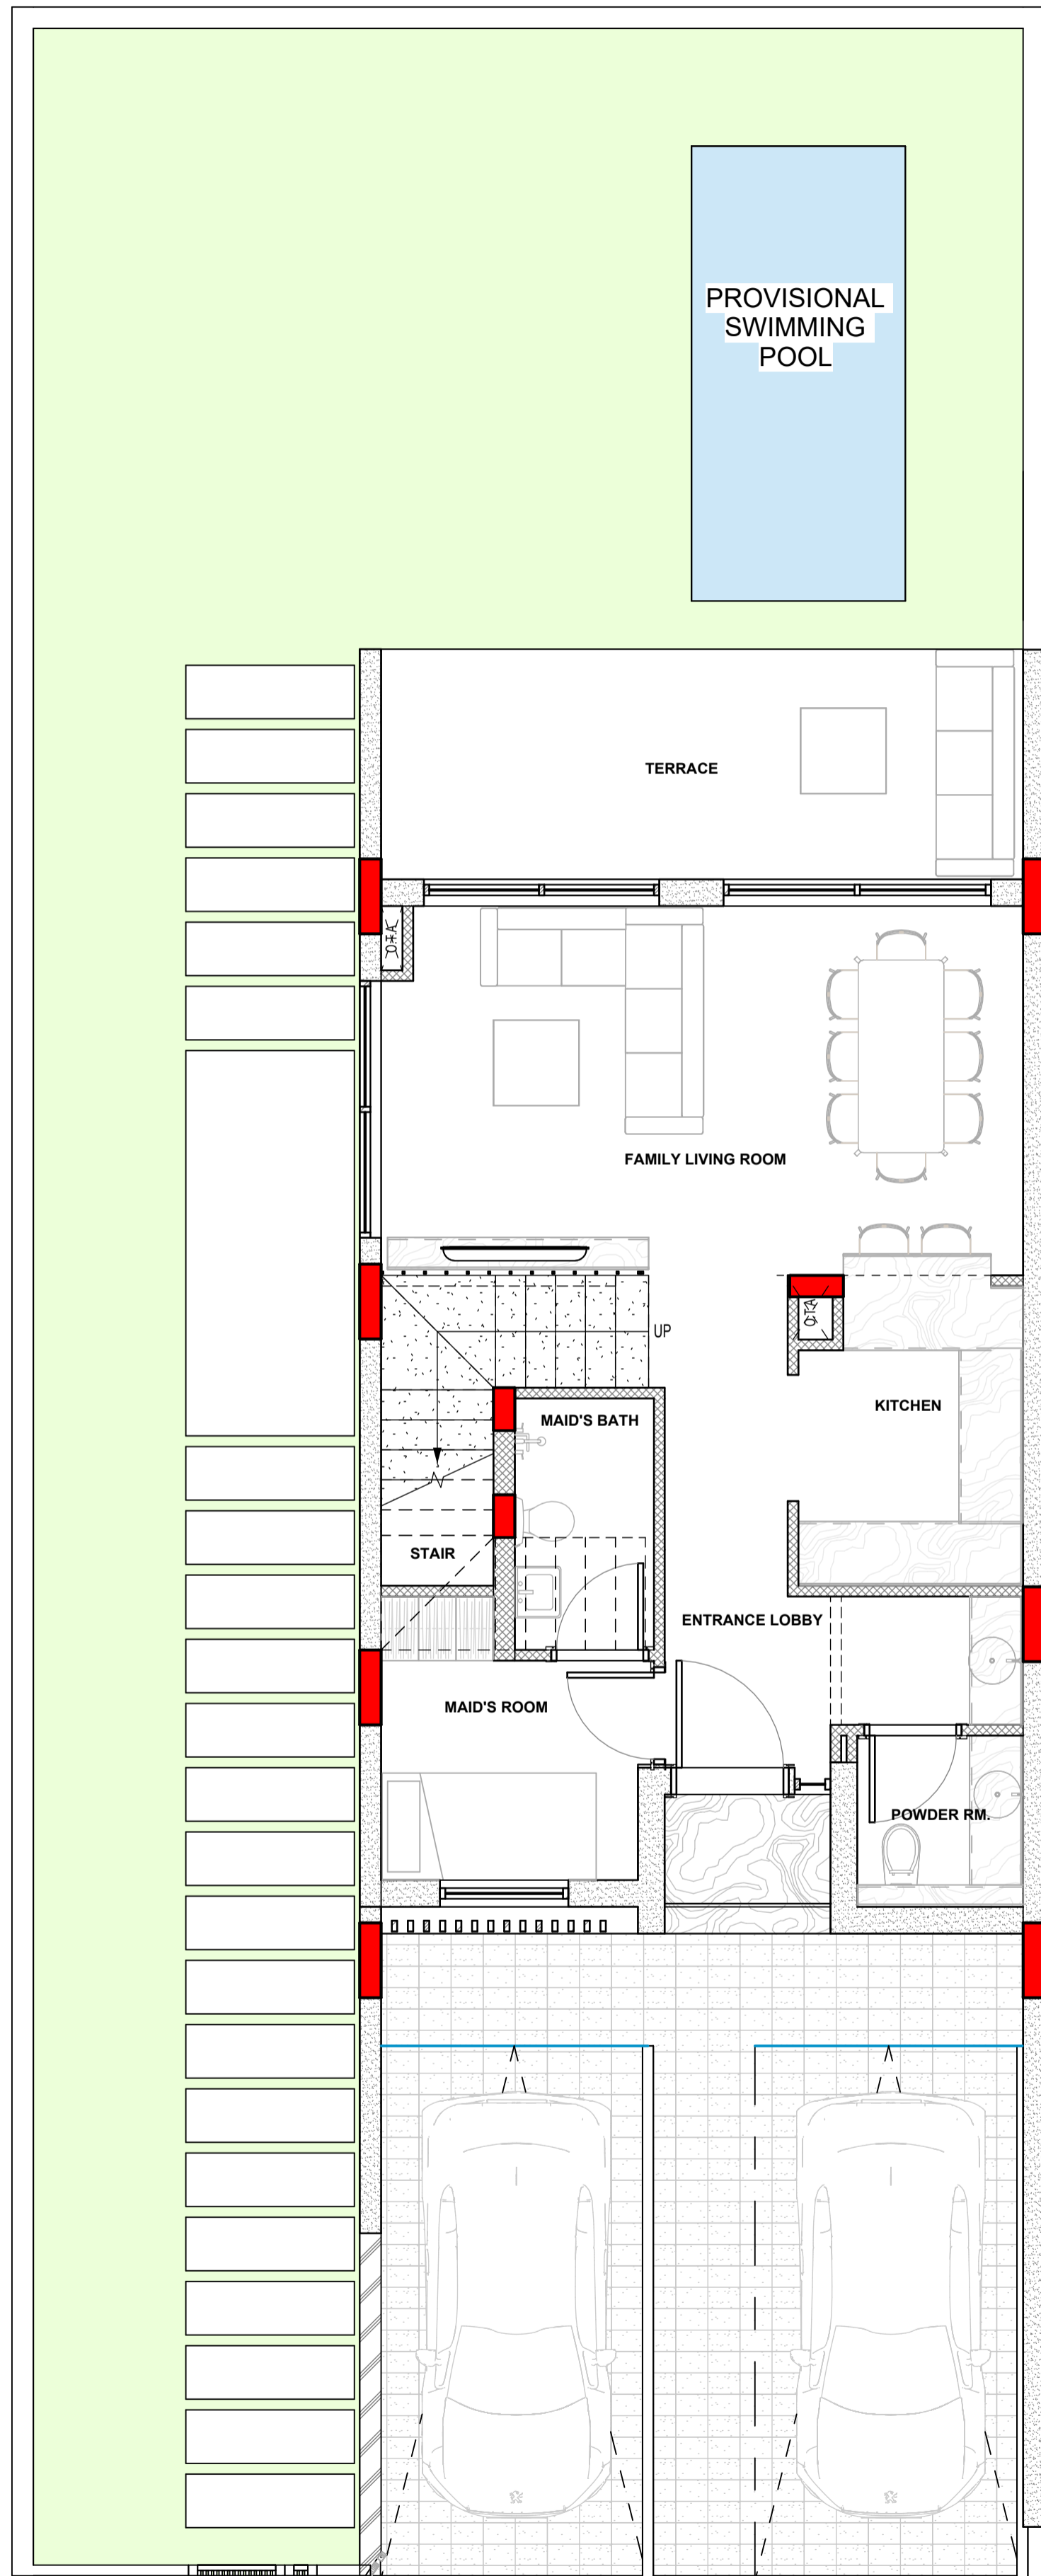 PROVISIONAL
SWIMMING
POOL
TERRACE
FAMILY LIVING ROOM
UP
MAID'S BATH
KITCHEN
STAIR
ENTRANCE LOBBY
MAID'S ROOM
POWDER RM.